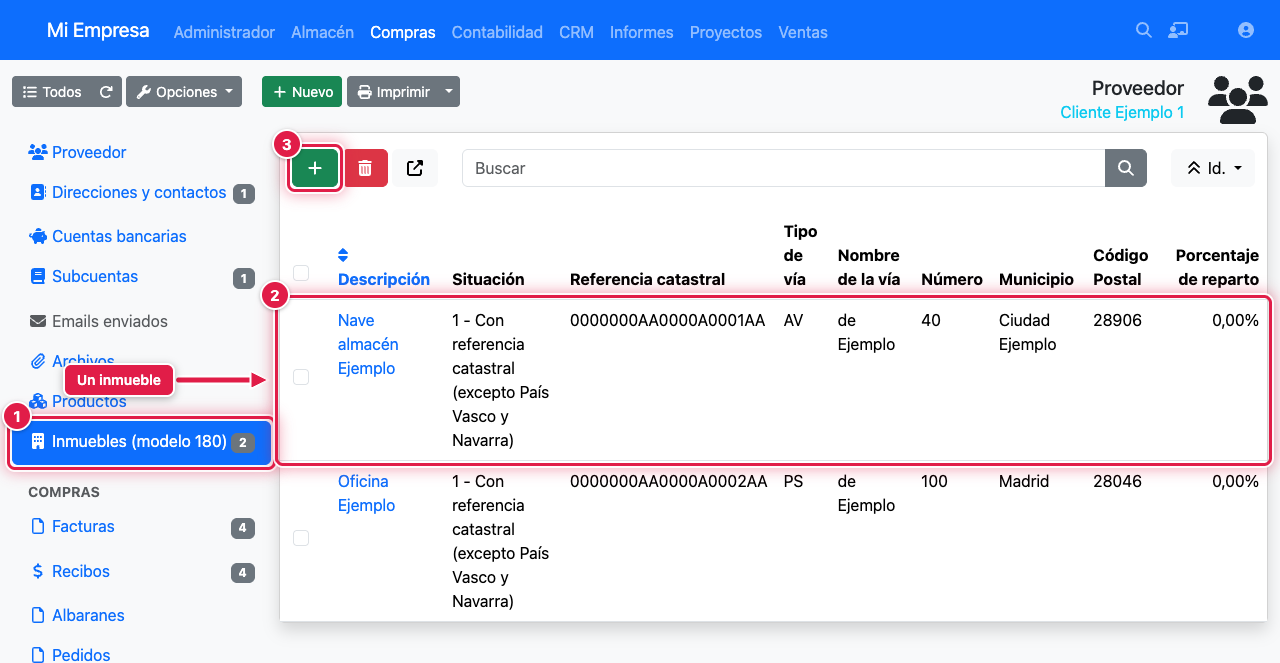 Mi Empresa Administrador Almacén Compras Contabilidad CRM Informes Proyectos Ventas
Todos Opciones Nuevo Imprimir
Proveedor
Cliente Ejemplo 1
Proveedor
Direcciones y contactos 1
Cuentas bancarias
Subcuentas 1
Emails enviados
Archivos
Un inmueble
Productos
1
Inmuebles (modelo 180) 2
COMPRAS
Facturas 4
Recibos 4
Albaranes
Pedidos
3
Buscar
Id.
Descripción Situación Referencia catastral Tipo de vía Nombre de la vía Número Municipio Código Postal Porcentaje de reparto
2
Nave almacén Ejemplo 1 - Con referencia catastral (excepto País Vasco y Navarra) 0000000AA0000A0001AA AV de Ejemplo 40 Ciudad Ejemplo 28906 0,00%
Oficina Ejemplo 1 - Con referencia catastral (excepto País Vasco y Navarra) 0000000AA0000A0002AA PS de Ejemplo 100 Madrid 28046 0,00%